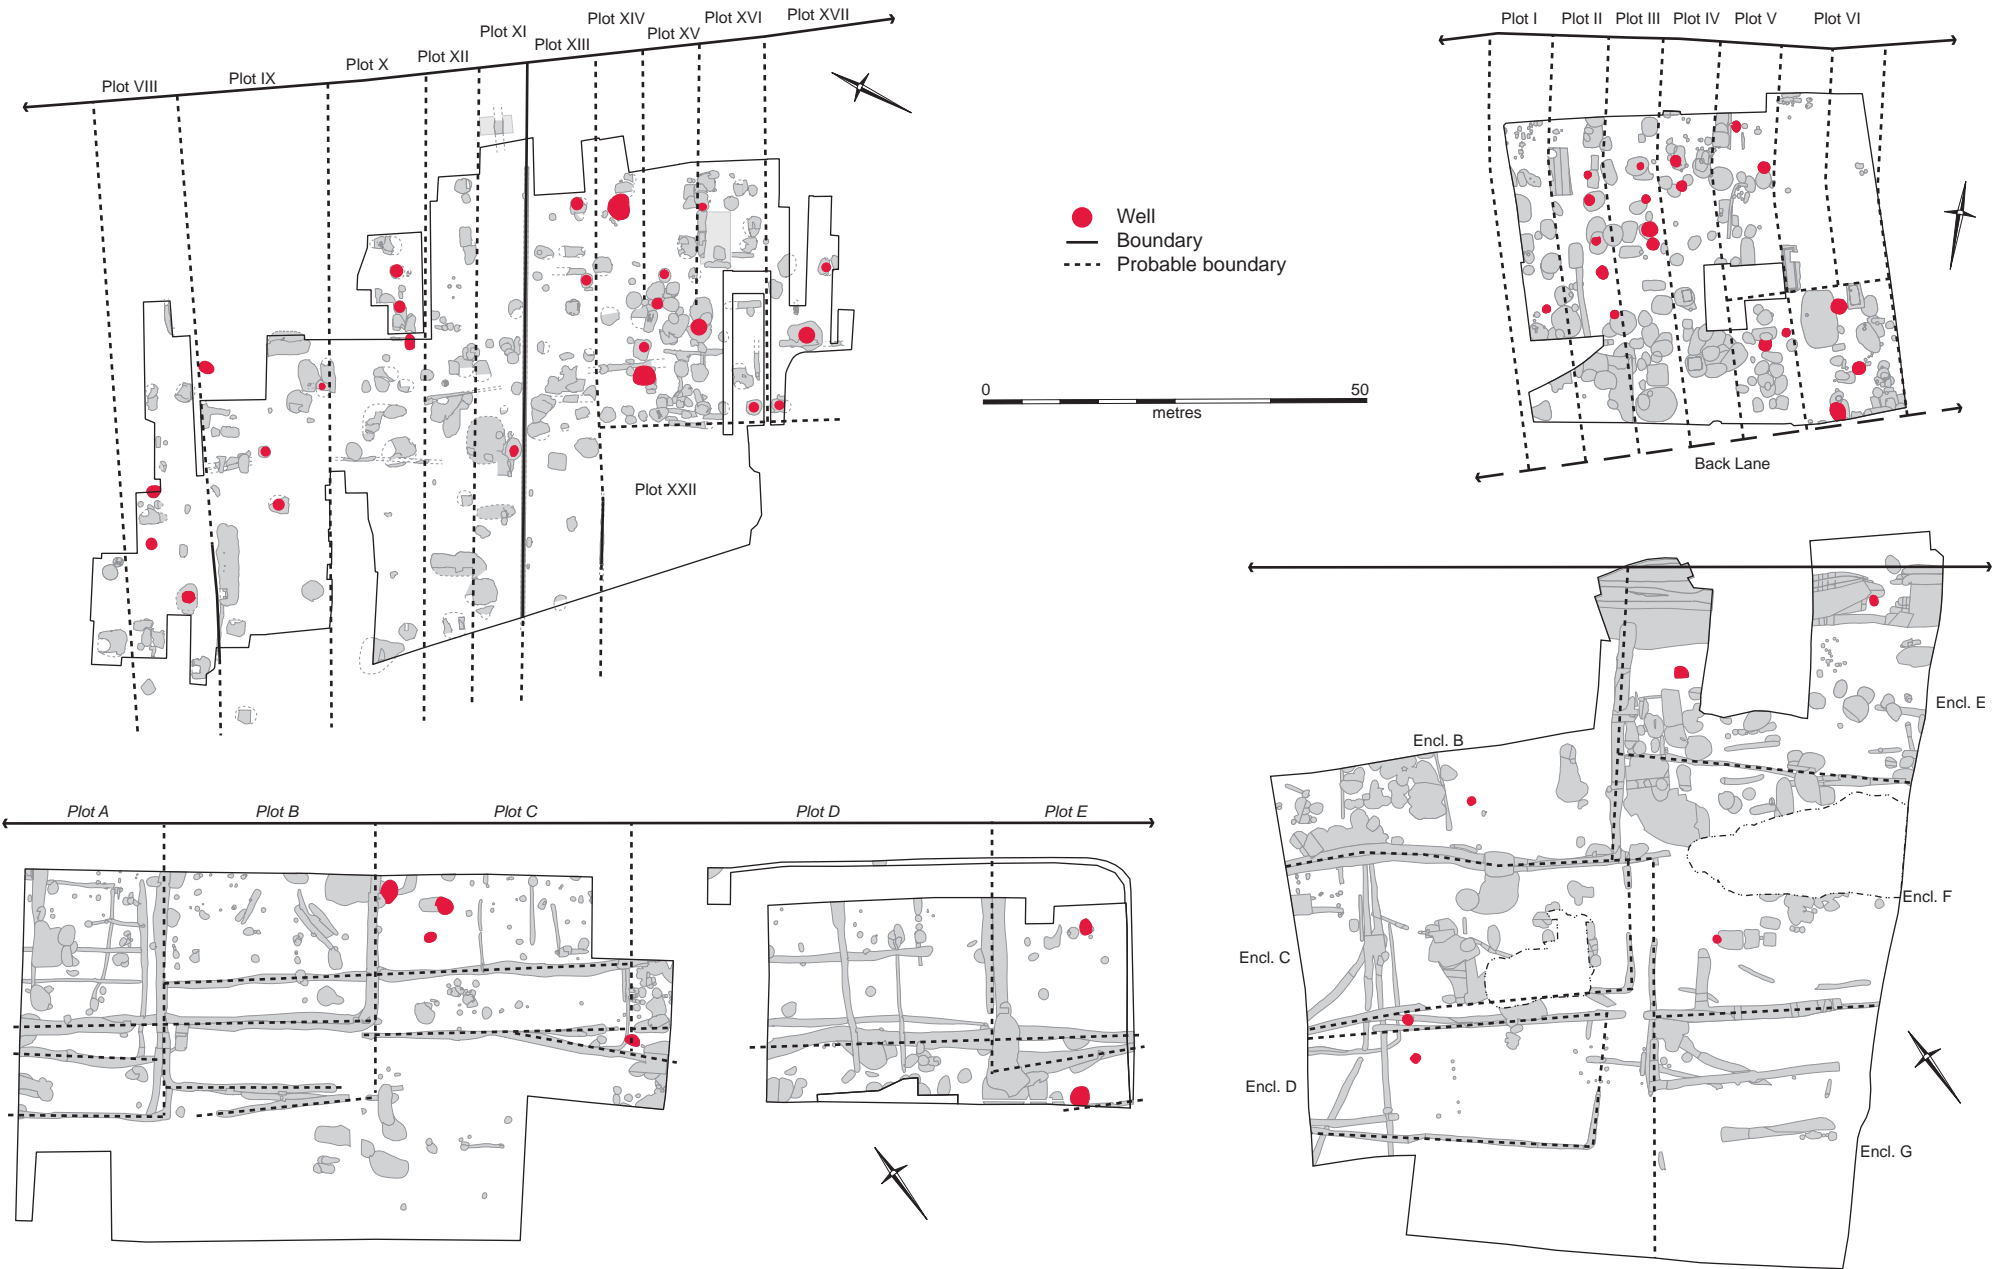 Plot VIII
Plot IX
Plot X
Plot XII
Plot XI
Plot XIII
Plot XIV
Plot XV
Plot XVI
Plot XVII
Plot XXII
Plot I
Plot II
Plot III
Plot IV
Plot V
Plot VI
Back Lane
Well
Boundary
Probable boundary
0 50
metres
Plot A
Plot B
Plot C
Plot D
Plot E
Encl. B
Encl. E
Encl. F
Encl. C
Encl. D
Encl. G